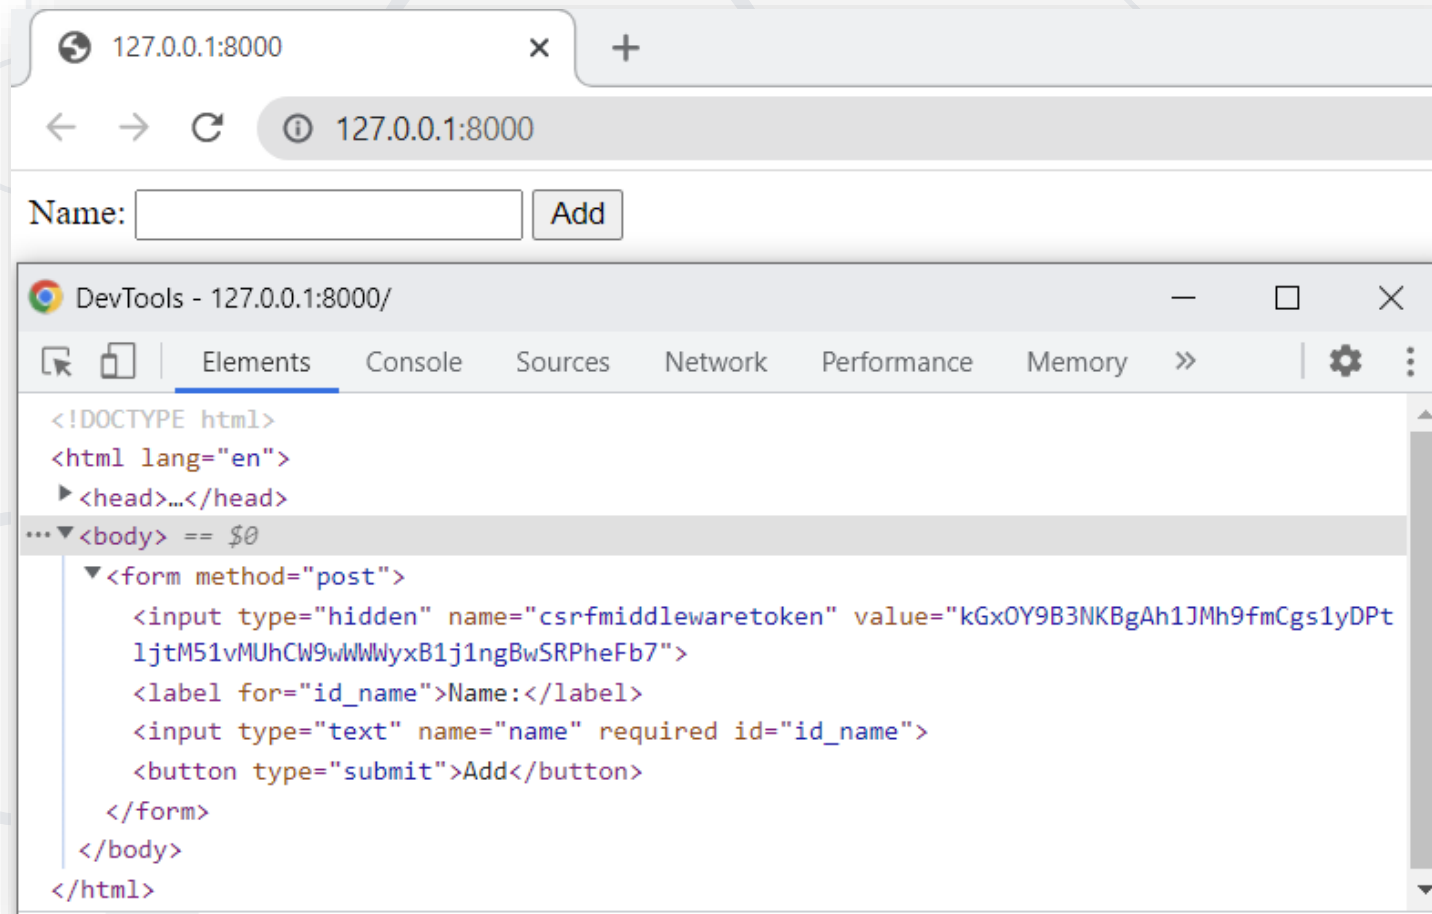 127.0.0.1:8000
127.0.0.1:8000
Name: Add
DevTools - 127.0.0.1:8000/
Elements Console Sources Network Performance Memory »
<!DOCTYPE html>
<html lang="en">
<head>…</head>
<body> == $0
<form method="post">
<input type="hidden" name="csrfmiddlewaretoken" value="kGxOY9B3NKBgAh1JMh9fmCgs1yDPt
ljtM51vMUhCW9wWWWyxB1j1ngBwSRPheFb7">
<label for="id_name">Name:</label>
<input type="text" name="name" required id="id_name">
<button type="submit">Add</button>
</form>
</body>
</html>